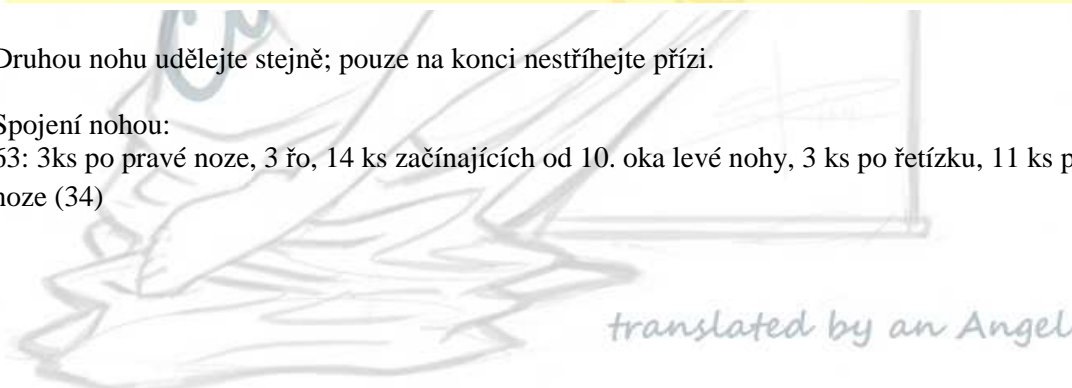 Druhou nohu udělejte stejně; pouze na konci nestříhejte přízi.
Spojení nohou:
63: 3ks po pravé noze, 3 řo, 14 ks začínajících od 10. oka levé nohy, 3 ks po řetízku, 11 ks
noze (34)
translated by an Angel